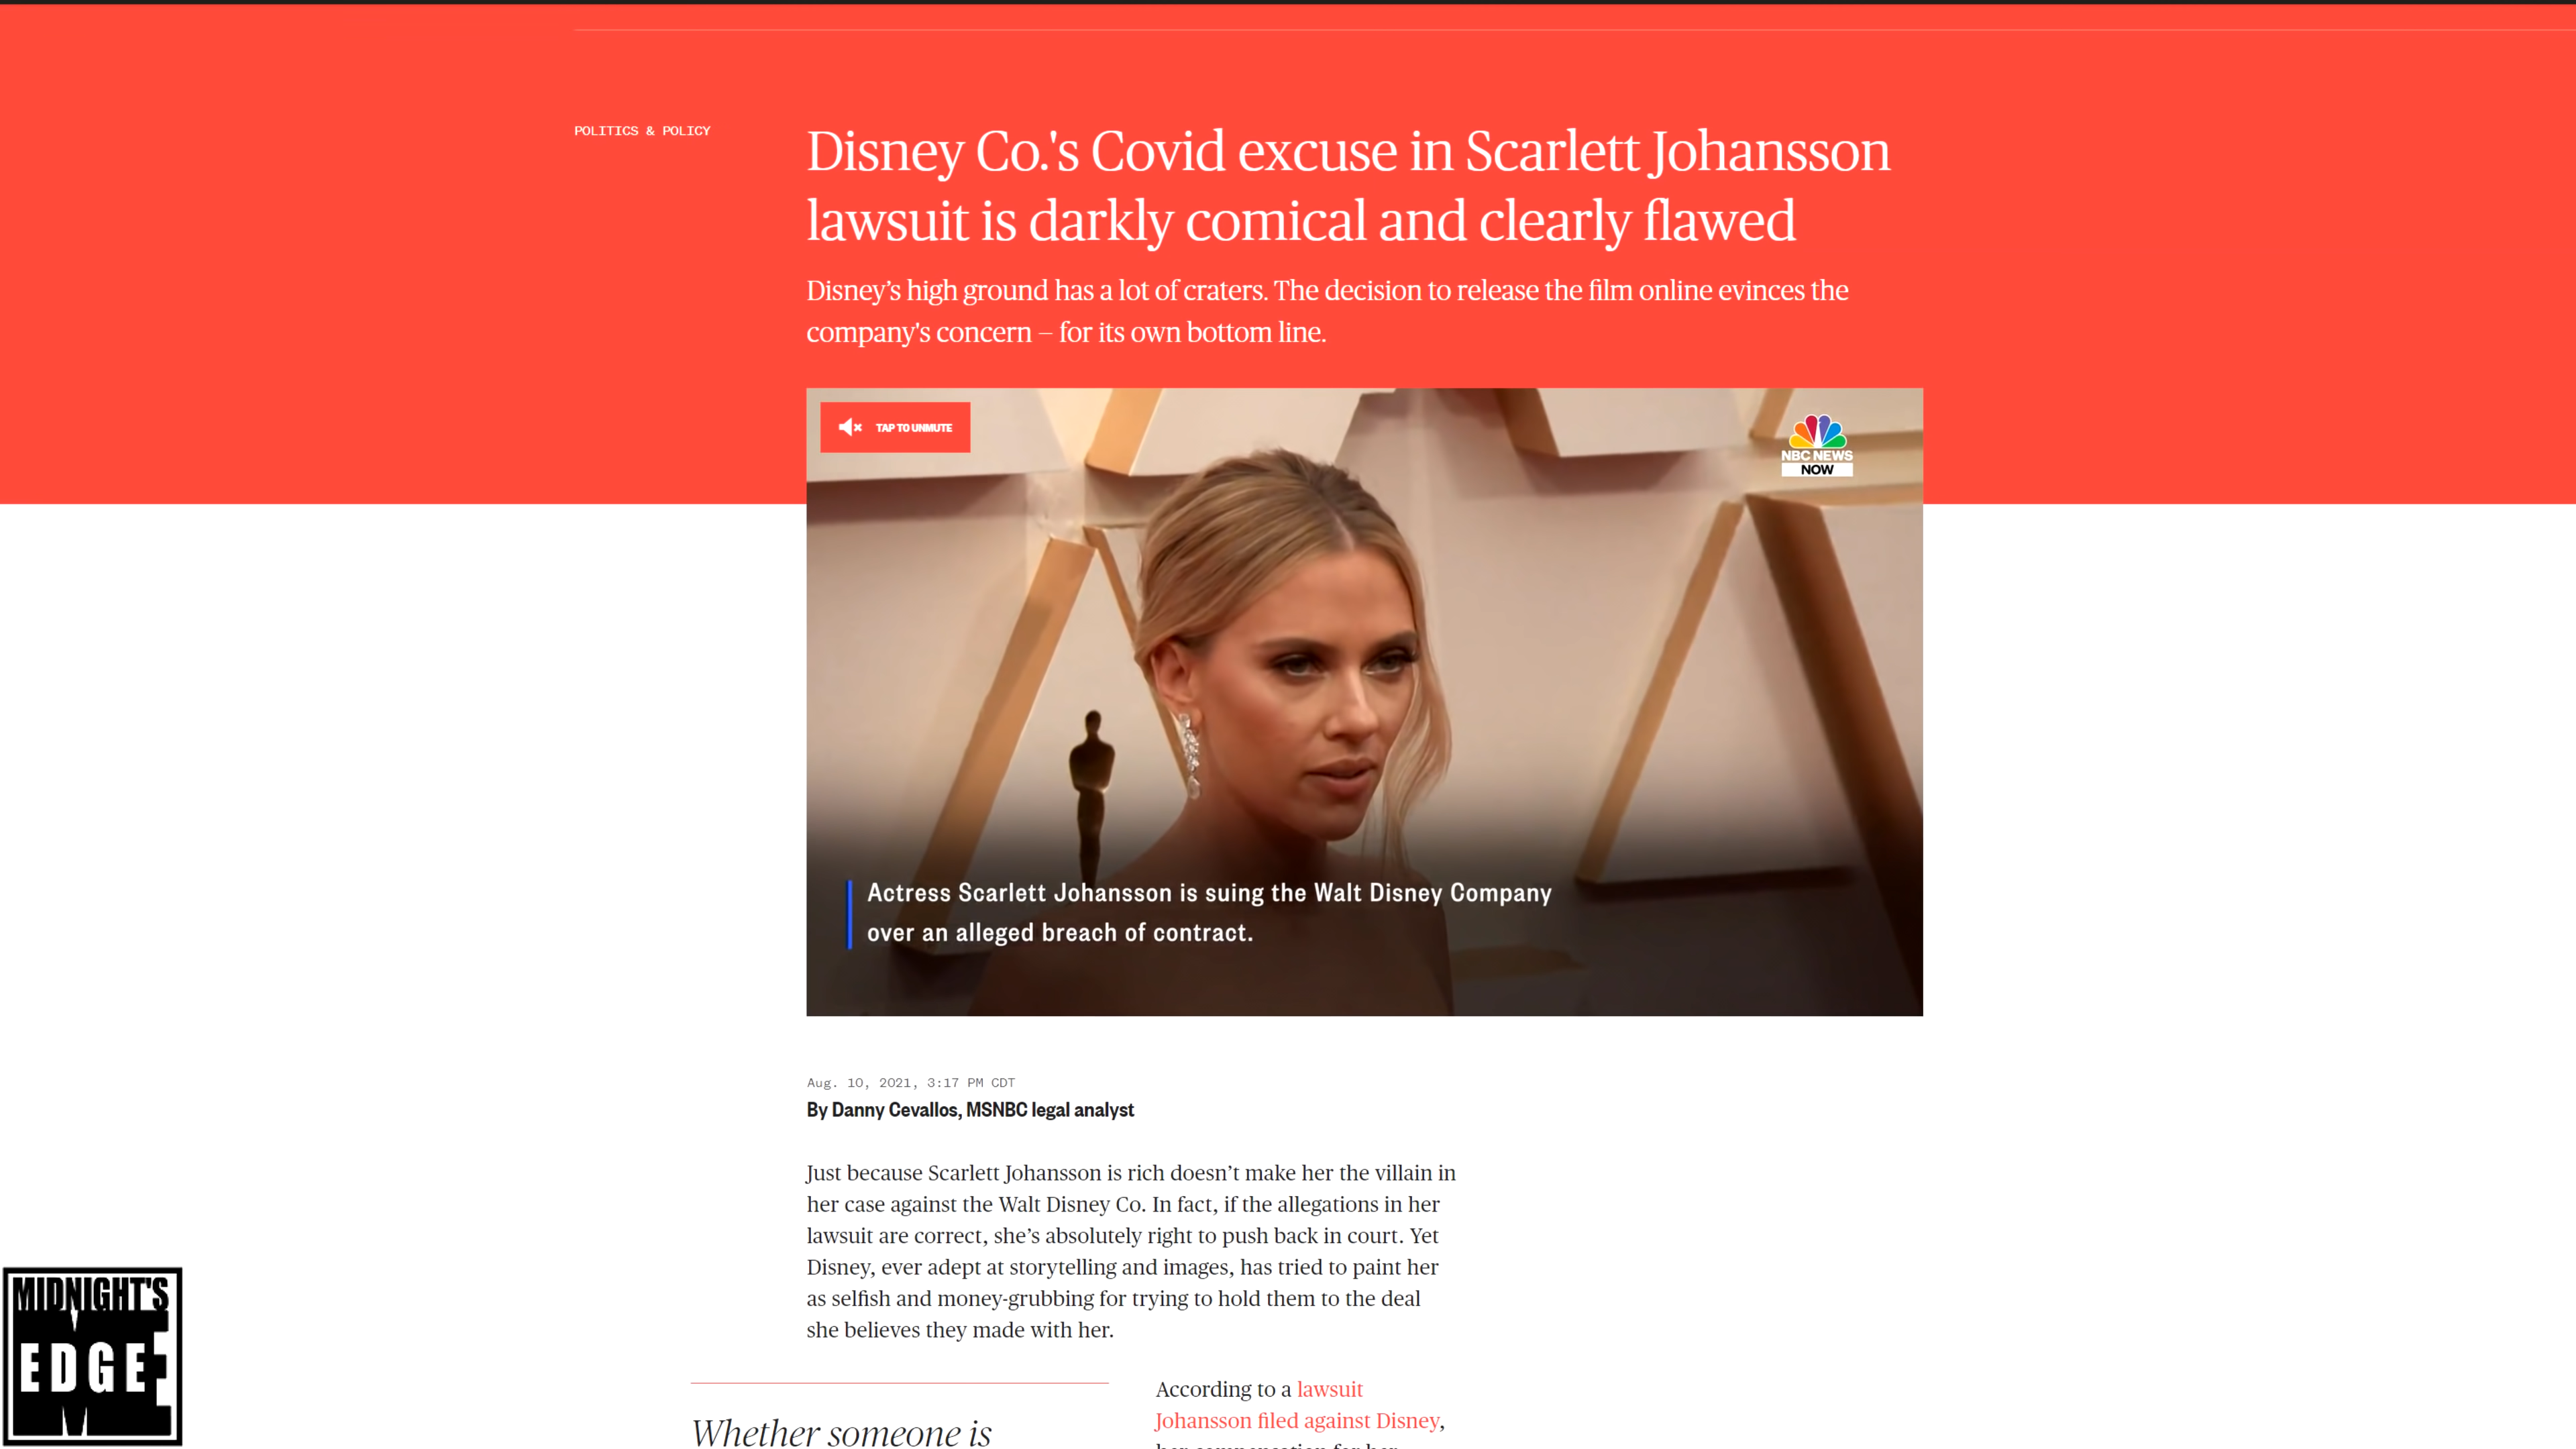 POLITICS & POLICY
Disney Co.'s Covid excuse in Scarlett Johansson
lawsuit is darkly comical and clearly flawed
Disney’s high ground has a lot of craters. The decision to release the film online evinces the
company's concern – for its own bottom line.
TAP TO UNMUTE
NBC NEWS
NOW
Actress Scarlett Johansson is suing the Walt Disney Company
over an alleged breach of contract.
Aug. 10, 2021, 3:17 PM CDT
By Danny Cevallos, MSNBC legal analyst
Just because Scarlett Johansson is rich doesn’t make her the villain in
her case against the Walt Disney Co. In fact, if the allegations in her
lawsuit are correct, she’s absolutely right to push back in court. Yet
Disney, ever adept at storytelling and images, has tried to paint her
as selfish and money-grubbing for trying to hold them to the deal
she believes they made with her.
Whether someone is
According to a lawsuit
Johansson filed against Disney,
MIDNIGHT'S
EDGE